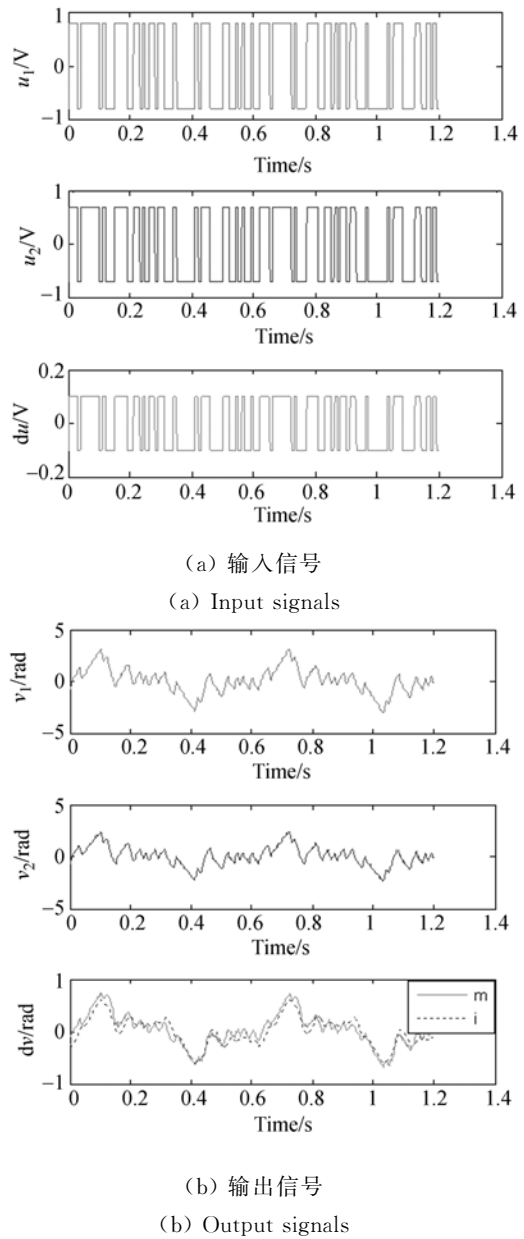 1
u1/V
0
−1
0 0.2 0.4 0.6 0.8 1 1.2 1.4
Time/s
1
u2/V
0
−1
0 0.2 0.4 0.6 0.8 1 1.2 1.4
Time/s
0.2
du/V
0
−0.2
0 0.2 0.4 0.6 0.8 1 1.2 1.4
Time/s
(a) 输入信号
(a) Input signals
5
v1/rad
0
−5
0 0.2 0.4 0.6 0.8 1 1.2 1.4
Time/s
5
v2/rad
0
−5
0 0.2 0.4 0.6 0.8 1 1.2 1.4
Time/s
1
m
i
dv/rad
0
−1
0 0.2 0.4 0.6 0.8 1 1.2 1.4
Time/s
(b) 输出信号
(b) Output signals